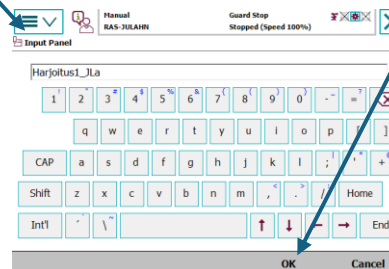 Manual
RAS-JULAHN
Guard Stop
Stopped (Speed 100%)
Input Panel
Harjoitus1_JLa
1 ! 2 " 3 # 4 $ 5 % 6 & 7 ( 8 ( 9 ) 0 ) - ~ = ?
q w e r t y u i o p [ ]
CAP a s d f g h j k l ; ' * +
Shift z x c v b n m , < . > / Home
Int'l ´ \ ~ ↑ ↓ ← → End
OK Cancel